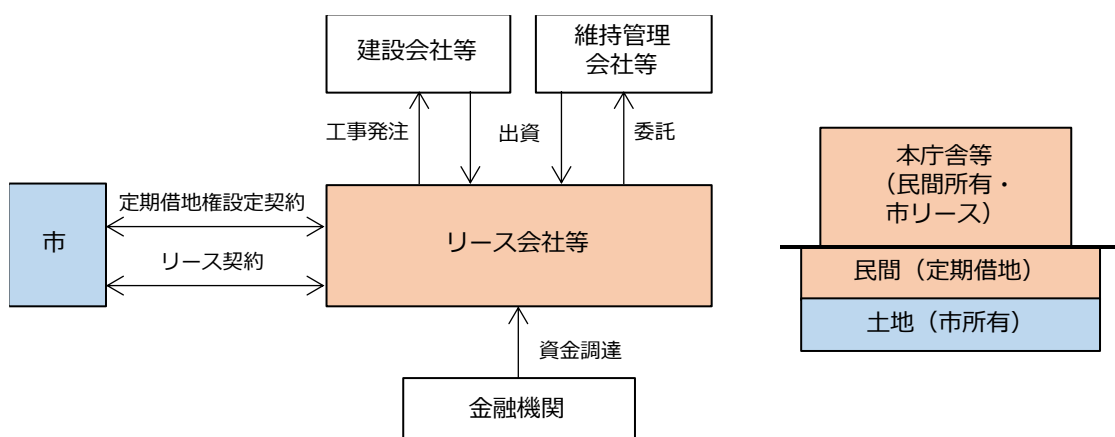 建設会社等
維持管理
会社等
工事発注
出資
委託
市
定期借地権設定契約
リース契約
リース会社等
資金調達
金融機関
本庁舎等
（民間所有・
市リース）
民間（定期借地）
土地（市所有）